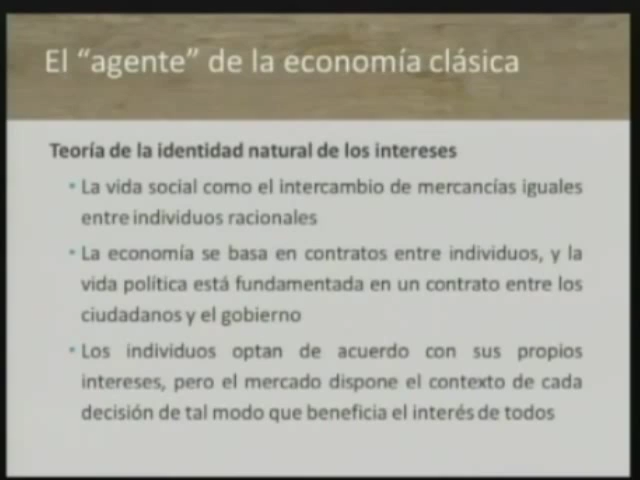 El “agente” de la economía clásica
Teoría de la identidad natural de los intereses
• La vida social como el intercambio de mercancías iguales
entre individuos racionales
• La economía se basa en contratos entre individuos, y la
vida política está fundamentada en un contrato entre los
ciudadanos y el gobierno
• Los individuos optan de acuerdo con sus propios
intereses, pero el mercado dispone el contexto de cada
decisión de tal modo que beneficia el interés de todos